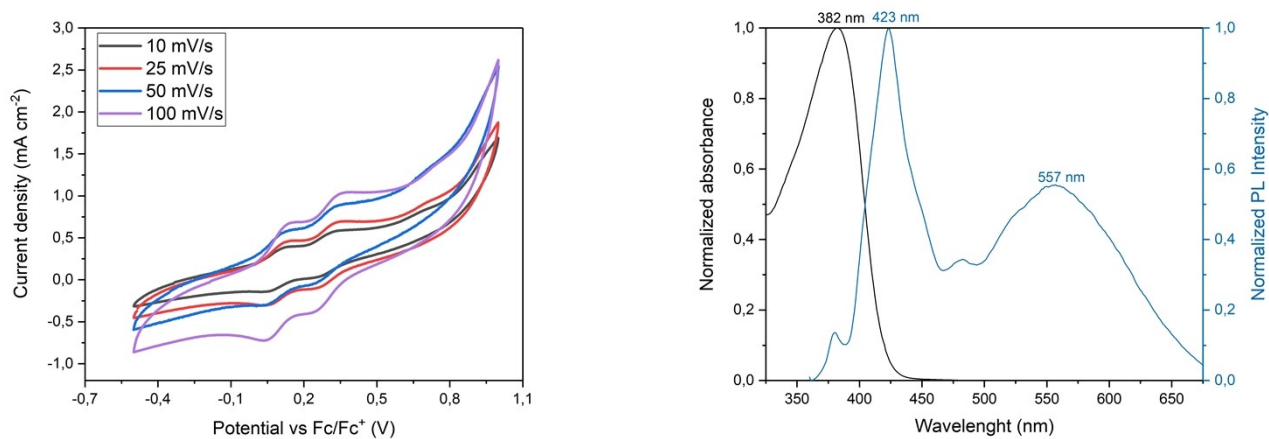 3,0
2,5
2,0
1,5
1,0
0,5
0,0
-0,5
-1,0
Current density (mA cm⁻²)
10 mV/s
25 mV/s
50 mV/s
100 mV/s
-0,7
-0,4
-0,1
0,2
0,5
0,8
1,1
Potential vs Fc/Fc⁺ (V)
382 nm
423 nm
557 nm
1,0
0,8
0,6
0,4
0,2
0,0
Normalized absorbance
1,0
0,8
0,6
0,4
0,2
0,0
Normalized PL Intensity
350
400
450
500
550
600
650
Wavelenght (nm)